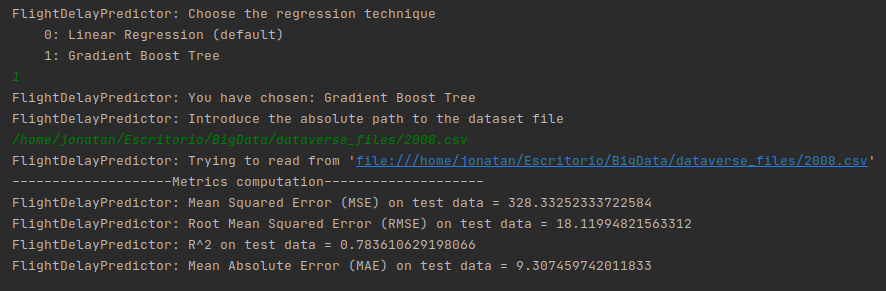 FlightDelayPredictor: Choose the regression technique
    0: Linear Regression (default)
    1: Gradient Boost Tree
1
FlightDelayPredictor: You have chosen: Gradient Boost Tree
FlightDelayPredictor: Introduce the absolute path to the dataset file
/home/jonatan/Escritorio/BigData/dataverse_files/2008.csv
FlightDelayPredictor: Trying to read from 'file:///home/jonatan/Escritorio/BigData/dataverse_files/2008.csv'
--------------------Metrics computation--------------------
FlightDelayPredictor: Mean Squared Error (MSE) on test data = 328.33252333722584
FlightDelayPredictor: Root Mean Squared Error (RMSE) on test data = 18.11994821563312
FlightDelayPredictor: R^2 on test data = 0.783610629198066
FlightDelayPredictor: Mean Absolute Error (MAE) on test data = 9.307459742011833